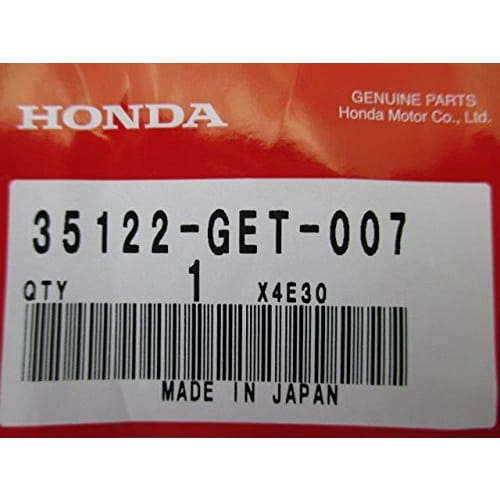 HONDA
GENUINE PARTS
Honda Motor Co., Ltd.
35122-GET-007
QTY 1 X4E30
MADE IN JAPAN